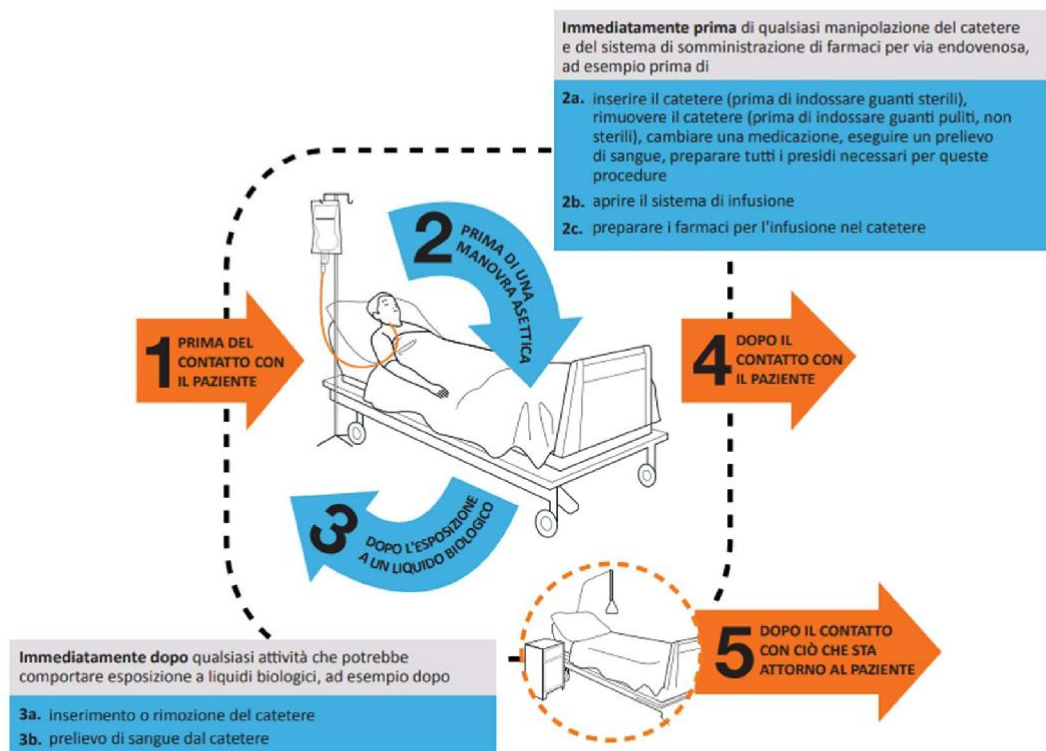 Immediatamente prima di qualsiasi manipolazione del catetere
e del sistema di somministrazione di farmaci per via endovenosa,
ad esempio prima di
2a. inserire il catetere (prima di indossare guanti sterili),
rimuovere il catetere (prima di indossare guanti puliti, non
sterili), cambiare una medicazione, eseguire un prelievo
di sangue, preparare tutti i presidi necessari per queste
procedure
2b. aprire il sistema di infusione
2c. preparare i farmaci per l'infusione nel catetere
1 PRIMA DEL
CONTATTO CON
IL PAZIENTE
2 PRIMA DI UNA
MANOVRA ASETTICA
3 DOPO L'ESPOSIZIONE
A UN LIQUIDO BIOLOGICO
4 DOPO IL
CONTATTO CON
IL PAZIENTE
5 DOPO IL CONTATTO
CON CIÒ CHE STA
ATTORNO AL PAZIENTE
Immediatamente dopo qualsiasi attività che potrebbe
comportare esposizione a liquidi biologici, ad esempio dopo
3a. inserimento o rimozione del catetere
3b. prelievo di sangue dal catetere